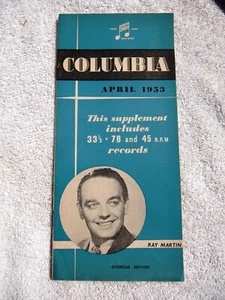 COLUMBIA
APRIL 1953
This supplement
includes
33⅓ • 78 and 45 R.P.M
records
RAY MARTIN
OVERSEAS EDITION